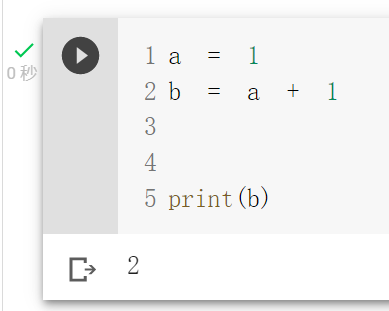 0 秒
1 a = 1
2 b = a + 1
3
4
5 print(b)
2